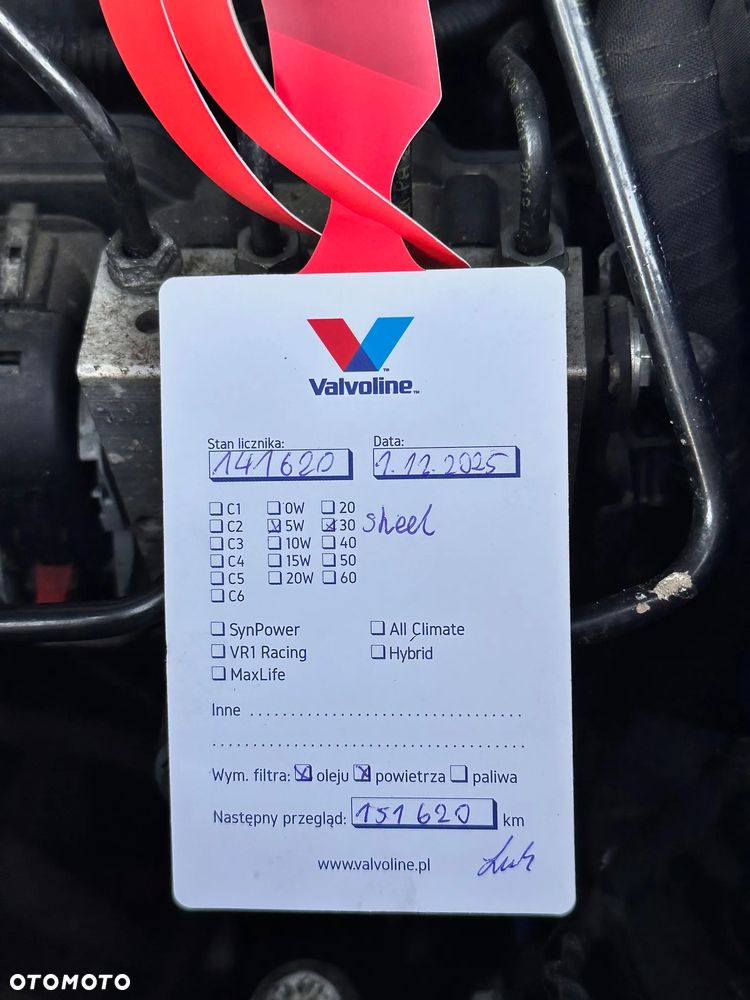 Valvoline™
Stan licznika: Data:
141620 1.12.2025
C1 0W 20
C2 5W 30 sheel
C3 10W 40
C4 15W 50
C5 20W 60
C6
SynPower All Climate
VR1 Racing Hybrid
MaxLife
Inne
Wym. filtra: oleju powietrza paliwa
Następny przegląd: 151620 km
www.valvoline.pl
OTOMOTO